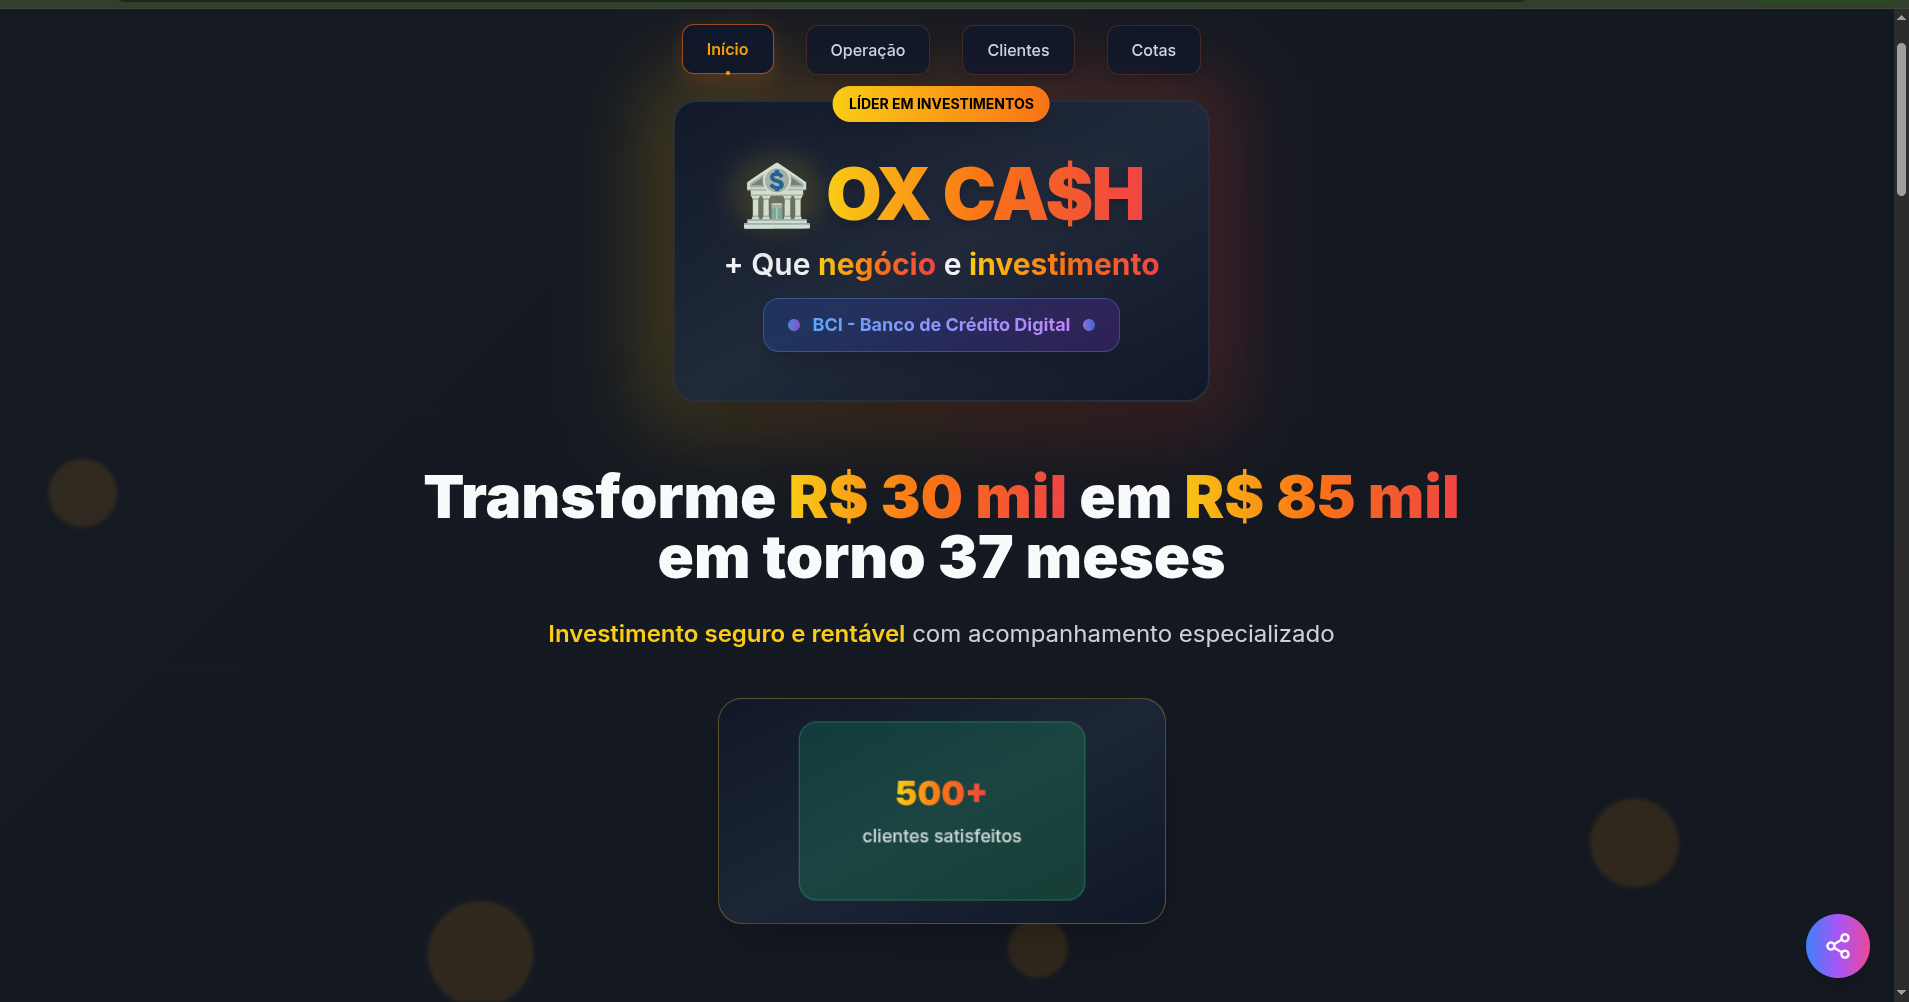 Início
Operação
Clientes
Cotas
LÍDER EM INVESTIMENTOS
OX CA$H
+ Que negócio e investimento
BCI - Banco de Crédito Digital
Transforme R$ 30 mil em R$ 85 mil
em torno 37 meses
Investimento seguro e rentável com acompanhamento especializado
500+
clientes satisfeitos